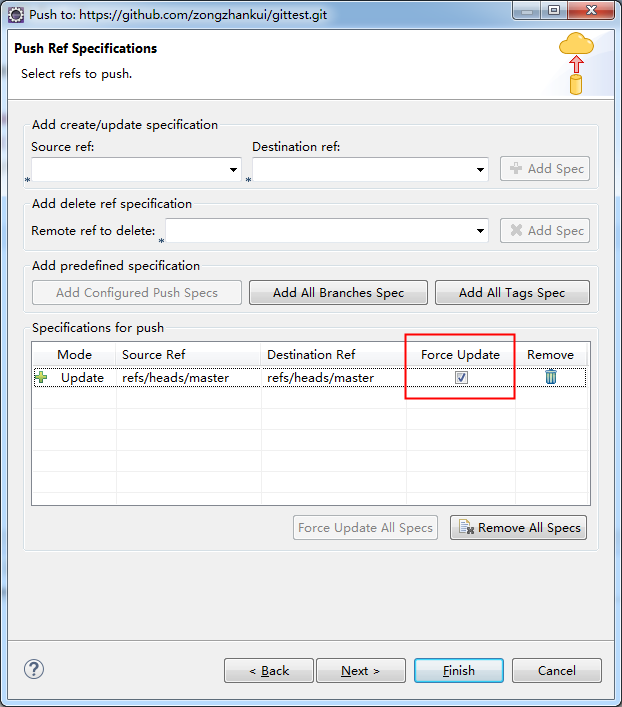 Push to: https://github.com/zongzhankui/gittest.git
Push Ref Specifications
Select refs to push.
Add create/update specification
Source ref: Destination ref:
* * Add Spec
Add delete ref specification
Remote ref to delete: * Add Spec
Add predefined specification
Add Configured Push Specs Add All Branches Spec Add All Tags Spec
Specifications for push
Mode Source Ref Destination Ref Force Update Remove
Update refs/heads/master refs/heads/master
Force Update All Specs Remove All Specs
? < Back Next > Finish Cancel